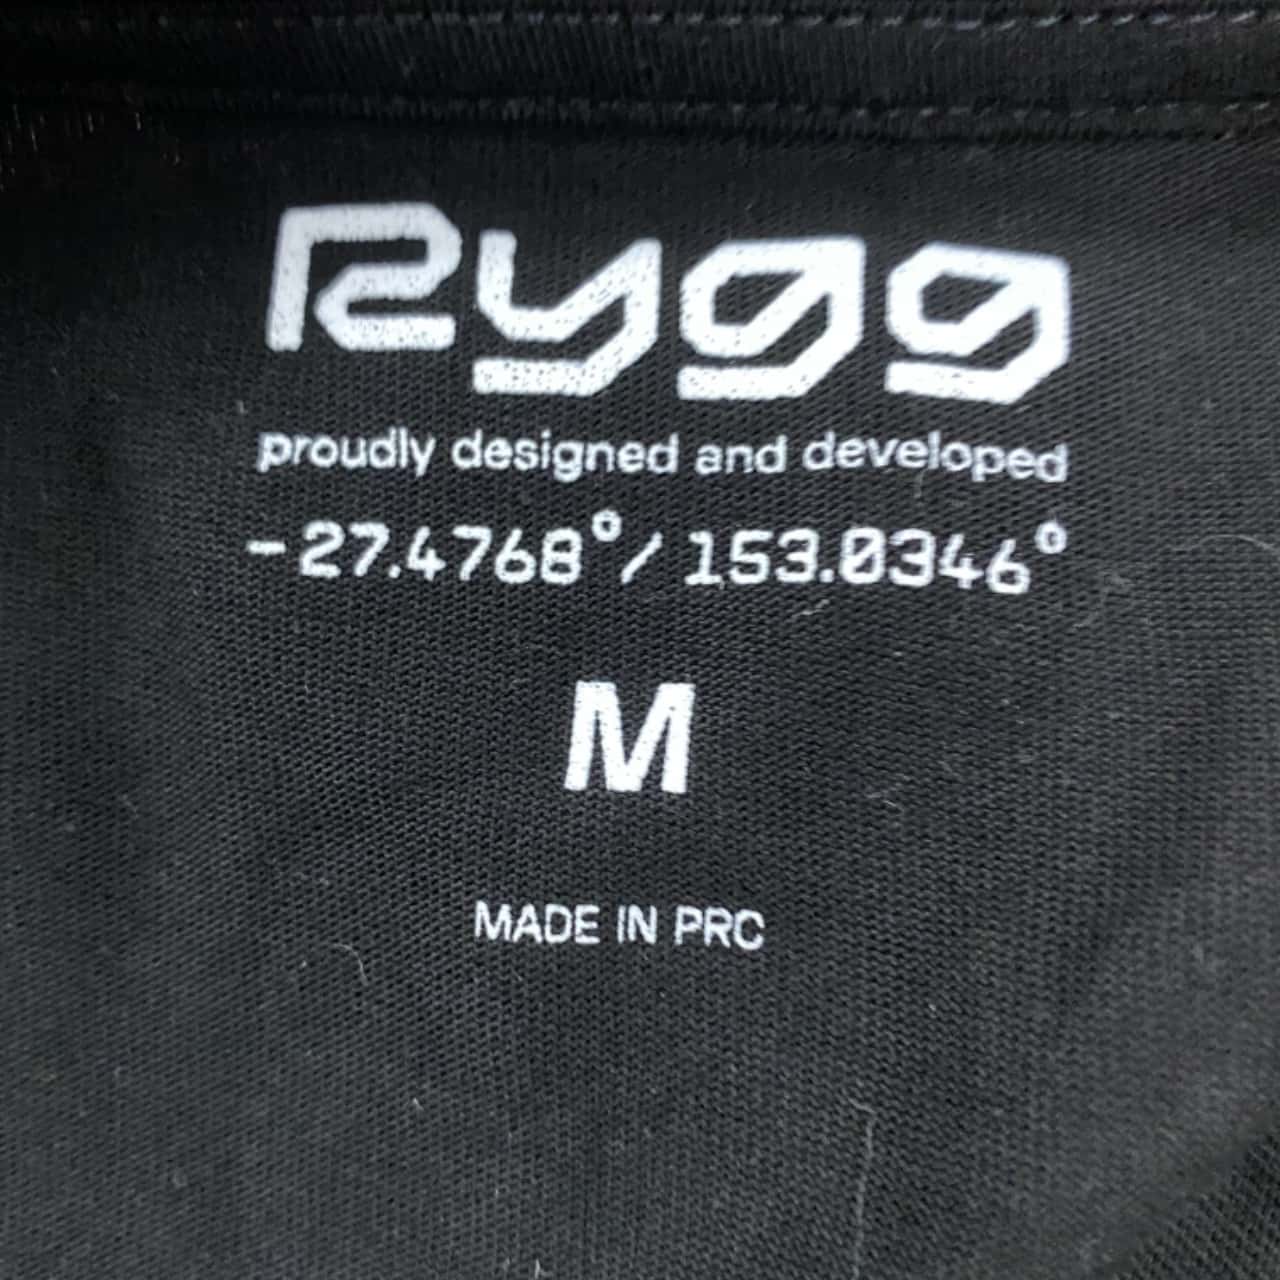 Rygg
proudly designed and developed
-27.4768°/ 153.0346°
M
MADE IN PRC